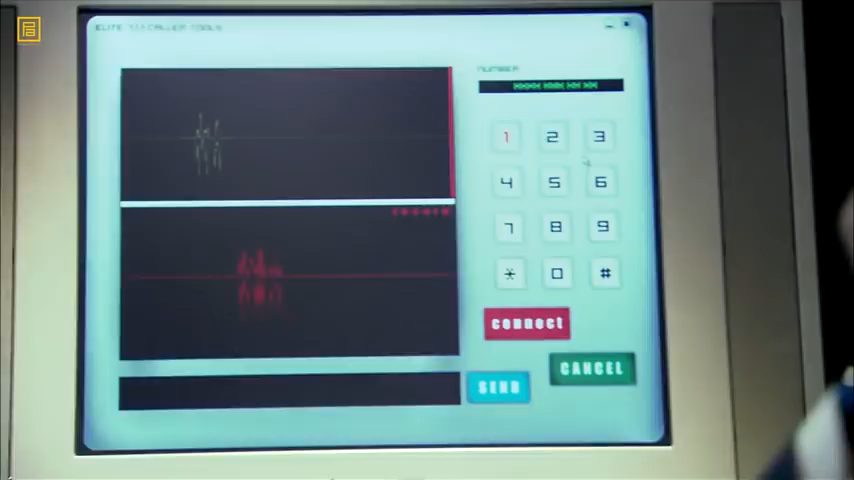 NUMBER
1 2 3
4 5 6
7 8 9
* 0 #
connect
CANCEL
SEND